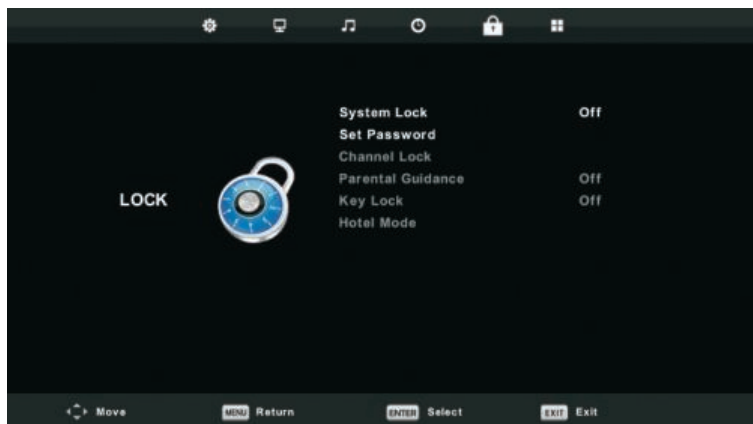 System Lock Off
Set Password
Channel Lock
Parental Guidance Off
LOCK
Key Lock Off
Hotel Mode
Move MENU Return ENTER Select EXIT Exit